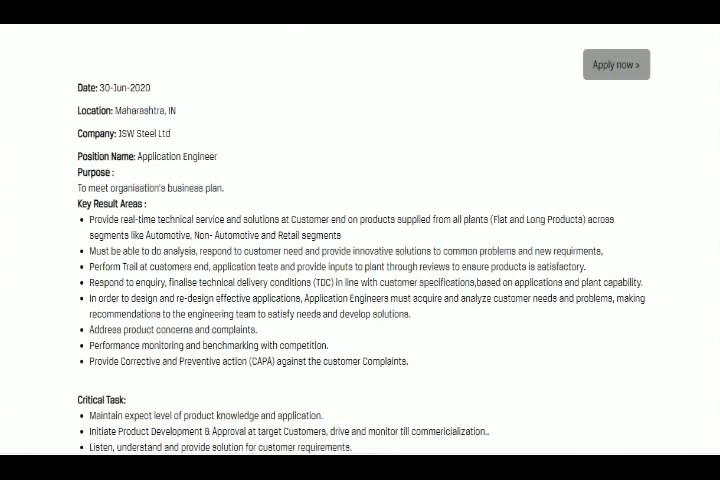 Apply now »
Date: 30-Jun-2020
Location: Maharashtra, IN
Company: JSW Steel Ltd
Position Name: Application Engineer
Purpose :
To meet organisation's business plan.
Key Result Areas :
• Provide real-time technical service and solutions at Customer end on products supplied from all plants (Flat and Long Products) across
segments like Automotive, Non- Automotive and Retail segments
• Must be able to do analysis, respond to customer need and provide innovative solutions to common problems and new requirments,
• Perform Trail at customers end, application tests and provide inputs to plant through reviews to ensure products is satisfactory.
• Respond to enquiry, finalise technical delivery conditions (TDC) in line with customer specifications,based on applications and plant capability.
• In order to design and re-design effective applications, Application Engineers must acquire and analyze customer needs and problems, making
recommendations to the engineering team to satisfy needs and develop solutions.
• Address product concerns and complaints.
• Performance monitoring and benchmarking with competition.
• Provide Corrective and Preventive action (CAPA) against the customer Complaints.
Critical Task:
• Maintain expect level of product knowledge and application.
• Initiate Product Development & Approval at target Customers, drive and monitor till commericialization..
• Listen, understand and provide solution for customer requirements.